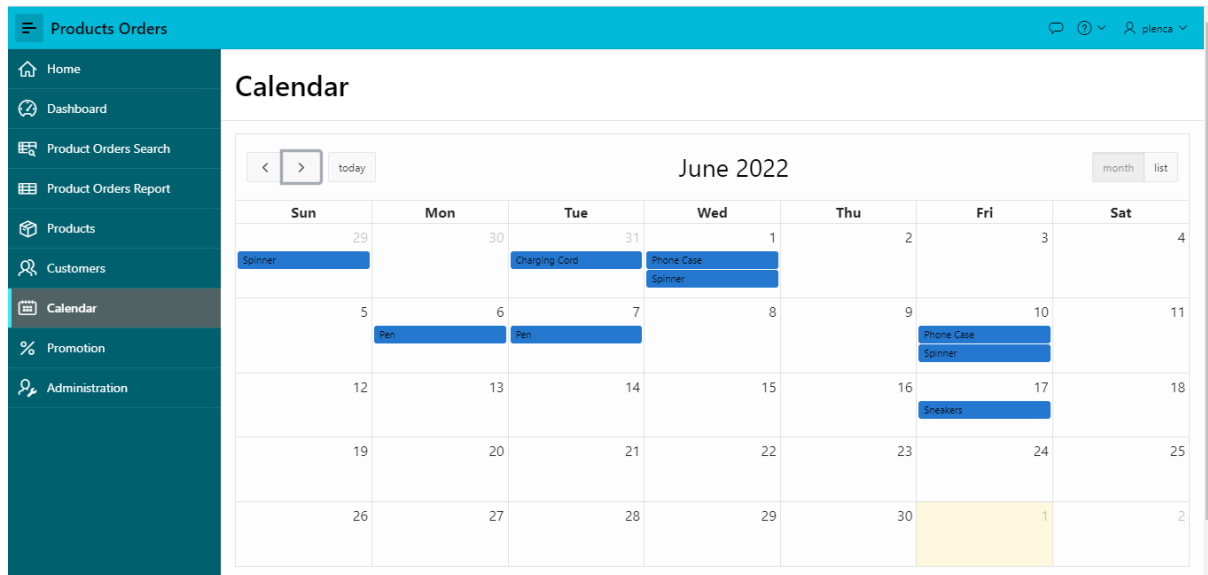 Products Orders
plenca
Home
Dashboard
Product Orders Search
Product Orders Report
Products
Customers
Calendar
Promotion
Administration
Calendar
today
June 2022
month list
Sun Mon Tue Wed Thu Fri Sat
29 30 31 1 2 3 4
Spinner Charging Cord Phone Case
Spinner
5 6 7 8 9 10 11
Pen Pen Phone Case
Spinner
12 13 14 15 16 17 18
Sneakers
19 20 21 22 23 24 25
26 27 28 29 30 1 2